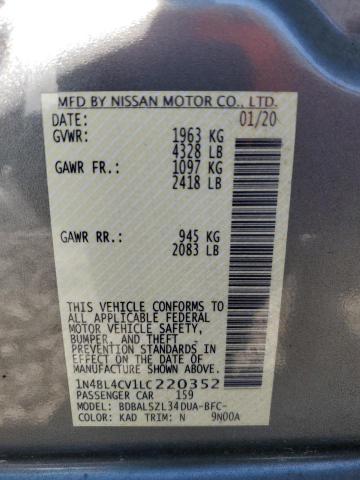 MFD BY NISSAN MOTOR CO., LTD.
DATE: 01/20
GVWR: 1963 KG
4328 LB
GAWR FR.: 1097 KG
2418 LB
GAWR RR.: 945 KG
2083 LB
THIS VEHICLE CONFORMS TO
ALL APPLICABLE FEDERAL
MOTOR VEHICLE SAFETY,
BUMPER, AND THEFT
PREVENTION STANDARDS IN
EFFECT ON THE DATE OF
MANUFACTURE SHOWN ABOVE.
1N4BL4CV1LC220352
PASSENGER CAR 159
MODEL: BDBALSZL34DUA-BFC-
COLOR: KAD TRIM: N 9N00A